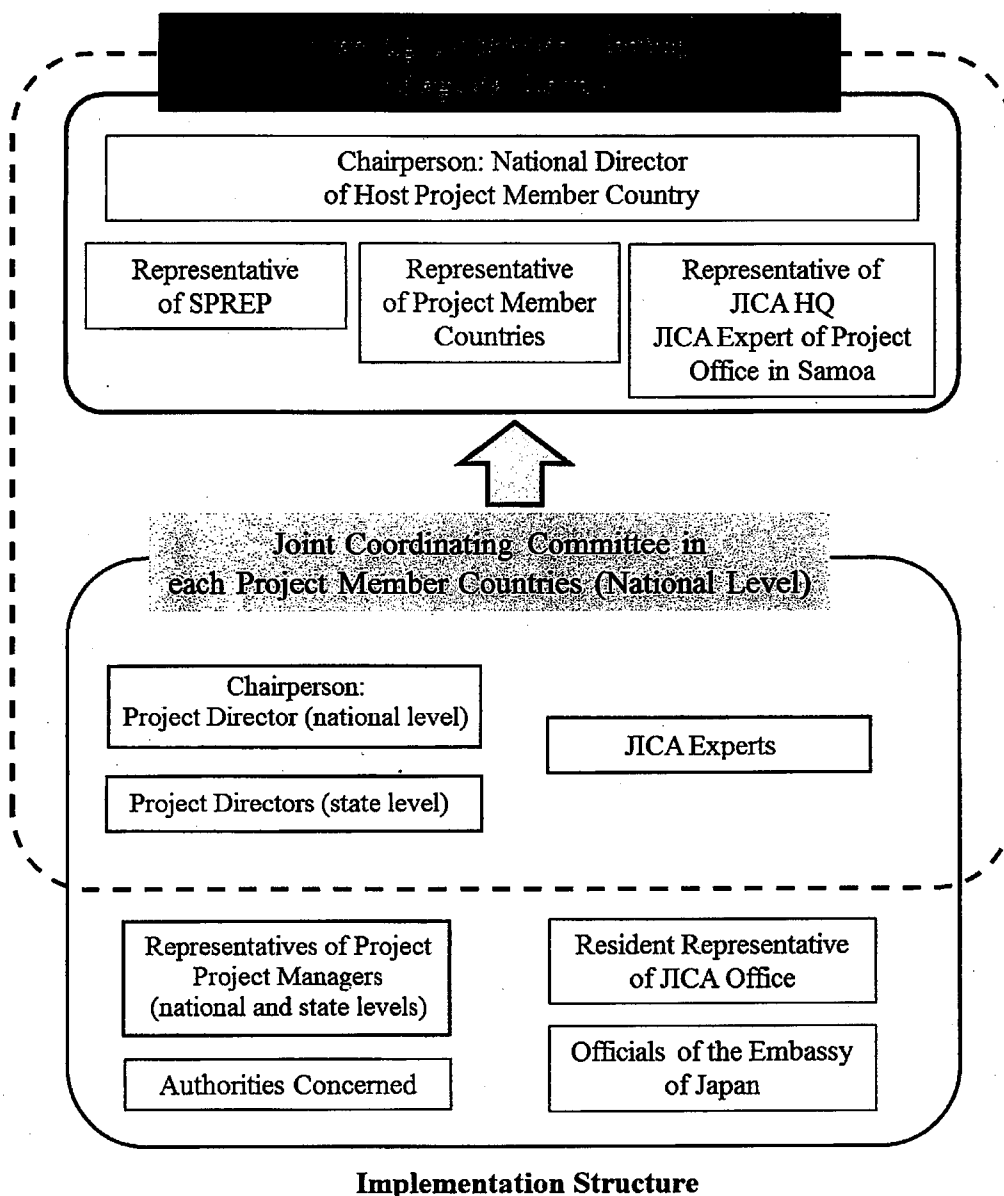 Chairperson: National Director
of Host Project Member Country
Representative
of SPREP
Representative
of Project Member
Countries
Representative of
JICA HQ
JICA Expert of Project
Office in Samoa
Joint Coordinating Committee in
each Project Member Countries (National Level)
Chairperson:
Project Director (national level)
Project Directors (state level)
JICA Experts
Representatives of Project
Project Managers
(national and state levels)
Authorities Concerned
Resident Representative
of JICA Office
Officials of the Embassy
of Japan
Implementation Structure